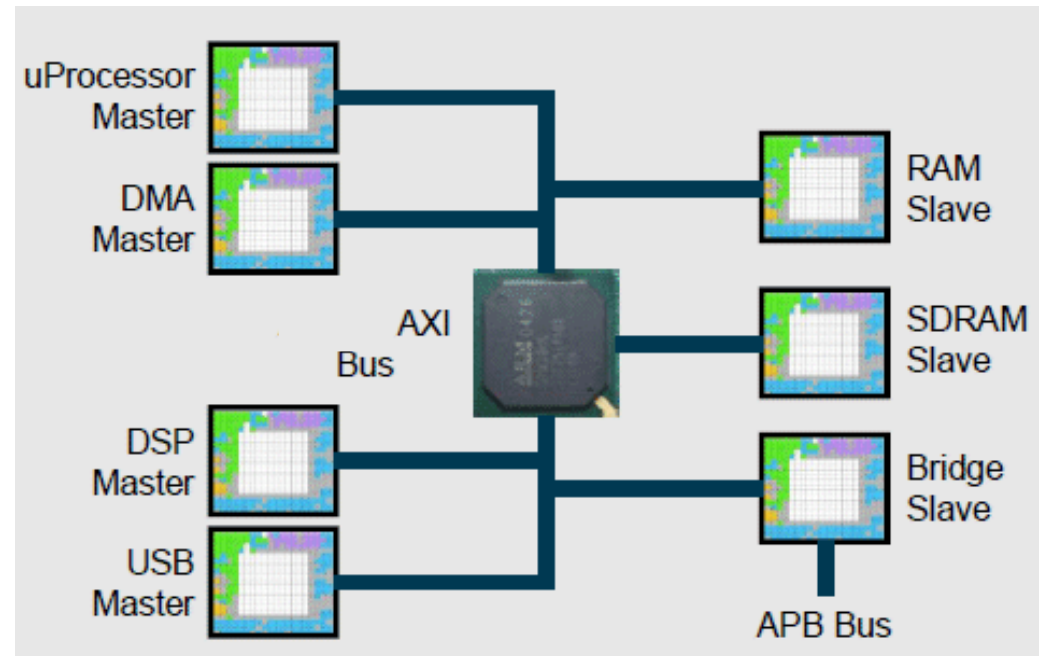 uProcessor
Master
DMA
Master
AXI
Bus
DSP
Master
USB
Master
RAM
Slave
SDRAM
Slave
Bridge
Slave
APB Bus